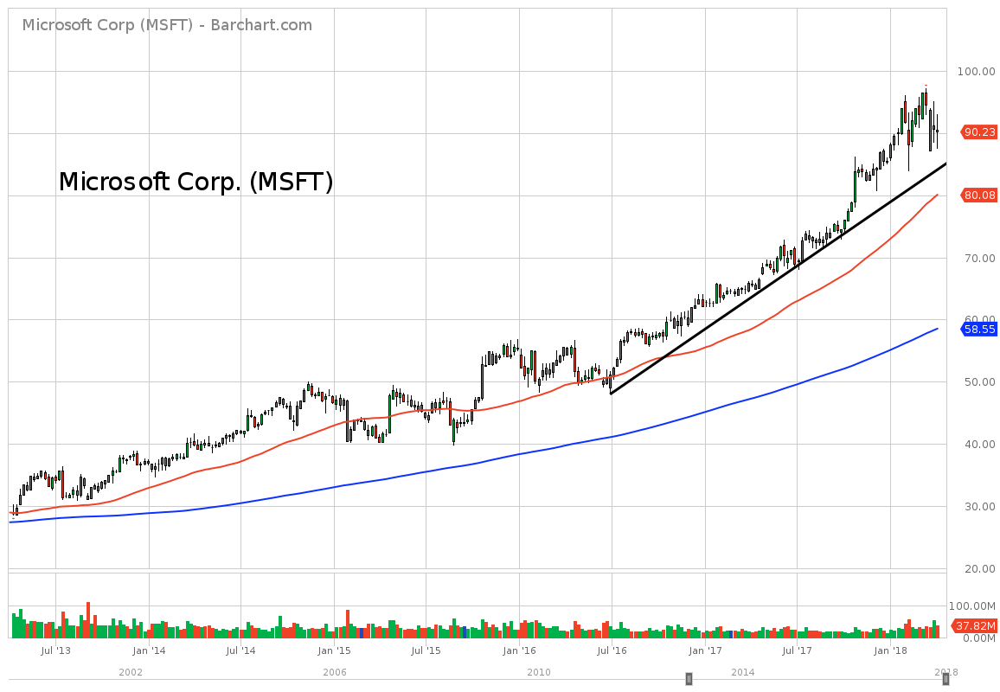 Microsoft Corp (MSFT) - Barchart.com
100.00
90.23
Microsoft Corp. (MSFT)
80.08
70.00
60.00
58.55
50.00
40.00
30.00
20.00
100.00M
37.82M
0.00M
Jul '13 Jan '14 Jul '14 Jan '15 Jul '15 Jan '16 Jul '16 Jan '17 Jul '17 Jan '18
2002 2006 2010 2014 2018